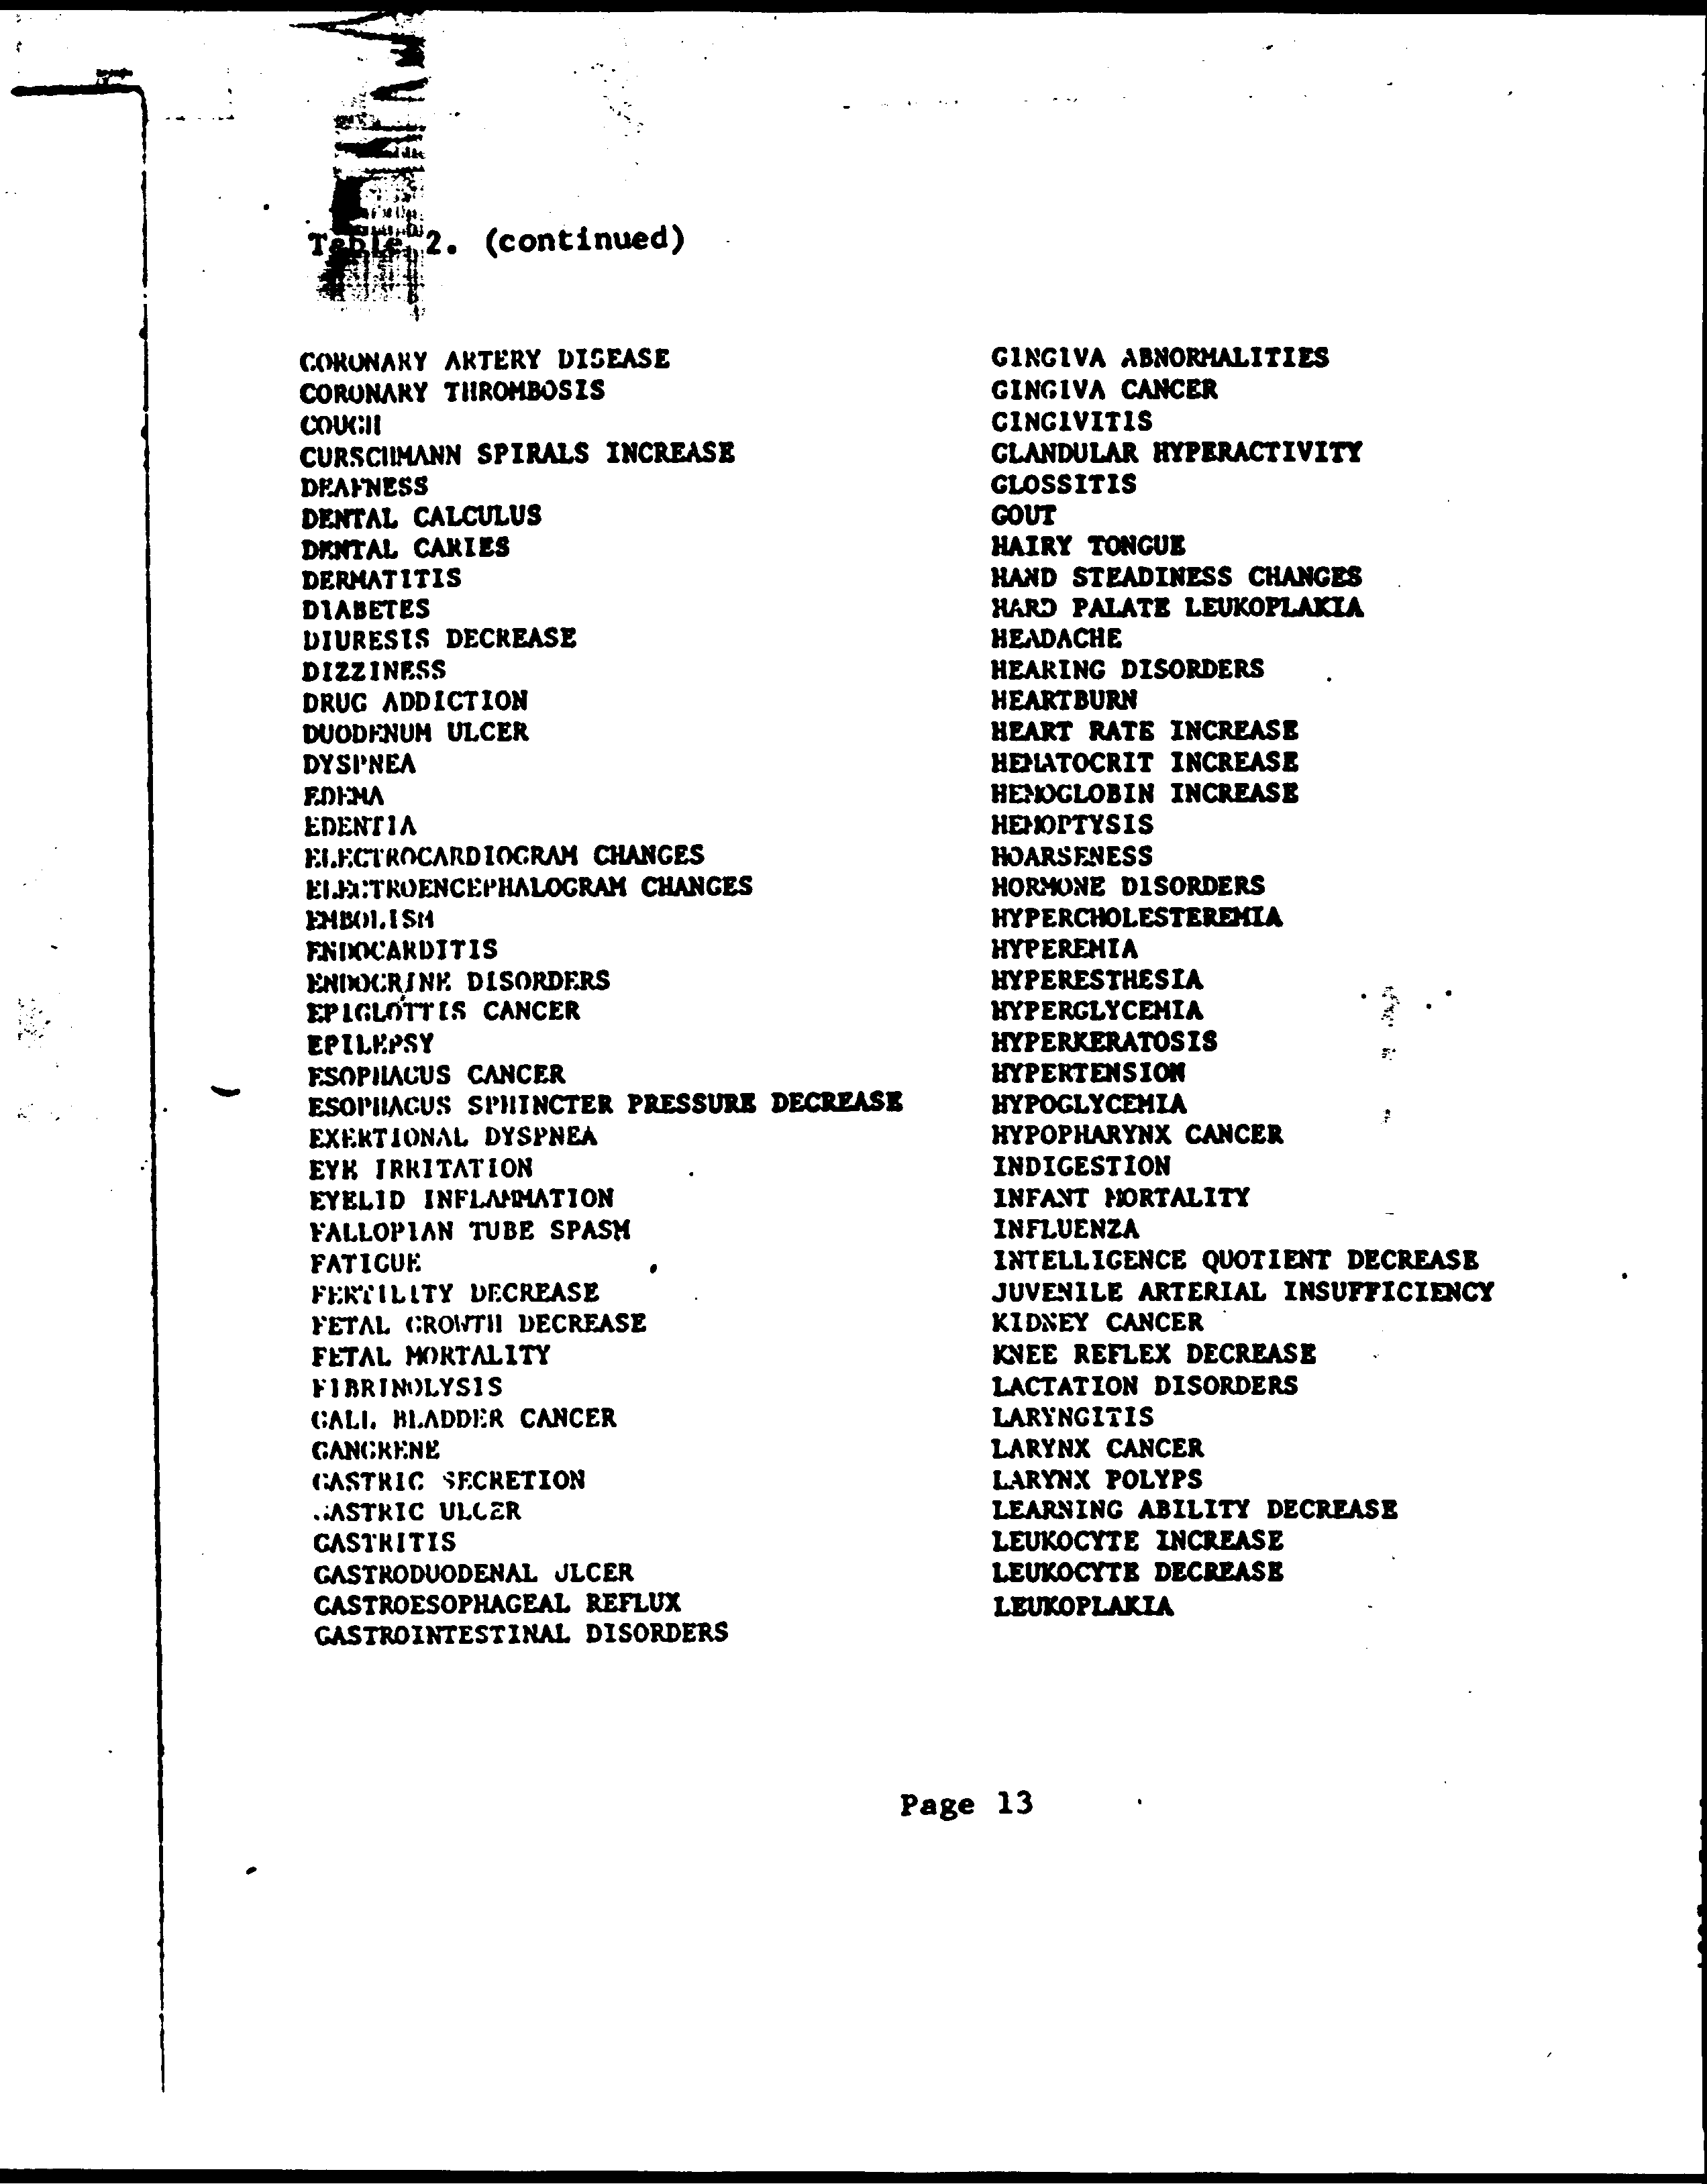 Table 2. (continued)
CORONARY ARTERY DISEASE
CORONARY THROMBOSIS
COUGH
CURSCHMANN SPIRALS INCREASE
DEAFNESS
DENTAL CALCULUS
DENTAL CARIES
DERMATITIS
DIABETES
DIURESIS DECREASE
DIZZINESS
DRUG ADDICTION
DUODENUM ULCER
DYSPNEA
EDEMA
EDENTIA
ELECTROCARDIOGRAM CHANGES
ELECTROENCEPHALOGRAM CHANGES
EMBOLISM
ENDOCARDITIS
ENDOCRINE DISORDERS
EPIGLOTTIS CANCER
EPILEPSY
ESOPHAGUS CANCER
ESOPHAGUS SPHINCTER PRESSURE DECREASE
EXERTIONAL DYSPNEA
EYE IRRITATION
EYELID INFLAMMATION
FALLOPIAN TUBE SPASM
FATIGUE
FERTILITY DECREASE
FETAL GROWTH DECREASE
FETAL MORTALITY
FIBRINOLYSIS
GALL BLADDER CANCER
GANGRENE
GASTRIC SECRETION
GASTRIC ULCER
GASTRITIS
GASTRODUODENAL ULCER
GASTROESOPHAGEAL REFLUX
GASTROINTESTINAL DISORDERS
GINGIVA ABNORMALITIES
GINGIVA CANCER
GINGIVITIS
GLANDULAR HYPERACTIVITY
GLOSSITIS
GOUT
HAIRY TONGUE
HAND STEADINESS CHANGES
HARD PALATE LEUKOPLAKIA
HEADACHE
HEARING DISORDERS
HEARTBURN
HEART RATE INCREASE
HEMATOCRIT INCREASE
HEMOGLOBIN INCREASE
HEMOPTYSIS
HOARSENESS
HORMONE DISORDERS
HYPERCHOLESTEREMIA
HYPEREMIA
HYPERESTHESIA
HYPERGLYCEMIA
HYPERKERATOSIS
HYPERTENSION
HYPOGLYCEMIA
HYPOPHARYNX CANCER
INDIGESTION
INFANT MORTALITY
INFLUENZA
INTELLIGENCE QUOTIENT DECREASE
JUVENILE ARTERIAL INSUFFICIENCY
KIDNEY CANCER
KNEE REFLEX DECREASE
LACTATION DISORDERS
LARYNGITIS
LARYNX CANCER
LARYNX POLYPS
LEARNING ABILITY DECREASE
LEUKOCYTE INCREASE
LEUKOCYTE DECREASE
LEUKOPLAKIA
Page 13